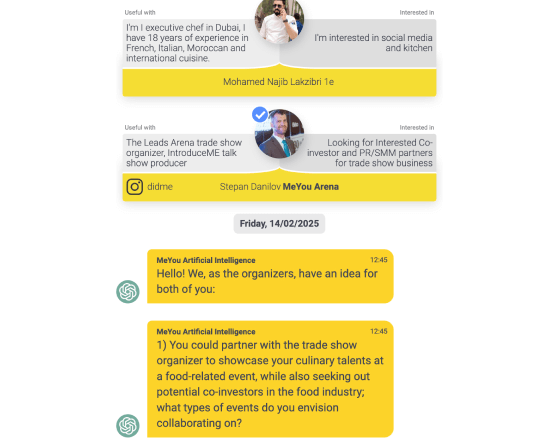 Useful with
Interested in
I'm I executive chef in Dubai, I
have 18 years of experience in
French, Italian, Moroccan and
international cuisine.
I'm interested in social media
and kitchen
Mohamed Najib Lakzibri 1e
Useful with
Interested in
The Leads Arena trade show
organizer, IntroduceME talk
show producer
Looking for Interested Co-
investor and PR/SMM partners
for trade show business
didme
Stepan Danilov MeYou Arena
Friday, 14/02/2025
MeYou Artificial Intelligence 12:45
Hello! We, as the organizers, have an idea for
both of you:
MeYou Artificial Intelligence 12:45
1) You could partner with the trade show
organizer to showcase your culinary talents at
a food-related event, while also seeking out
potential co-investors in the food industry;
what types of events do you envision
collaborating on?